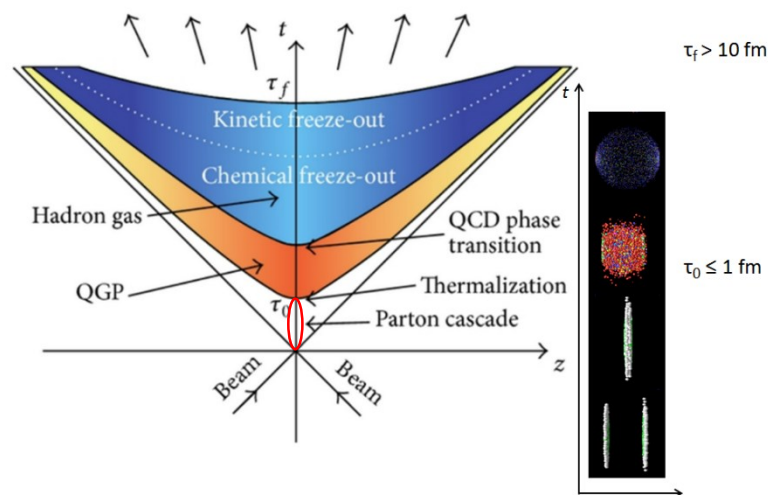 t
τf > 10 fm
τf
t
Kinetic freeze-out
Chemical freeze-out
Hadron gas
QCD phase
transition
τ0 ≤ 1 fm
QGP
Thermalization
τ0
Parton cascade
z
Beam
Beam